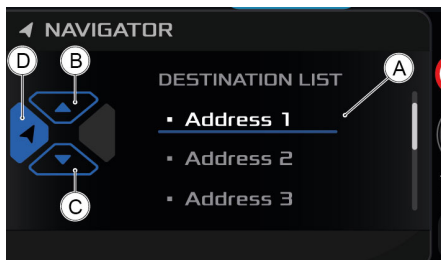 NAVIGATOR
D
B
A
DESTINATION LIST
▪ Address 1
▪ Address 2
▪ Address 3
C